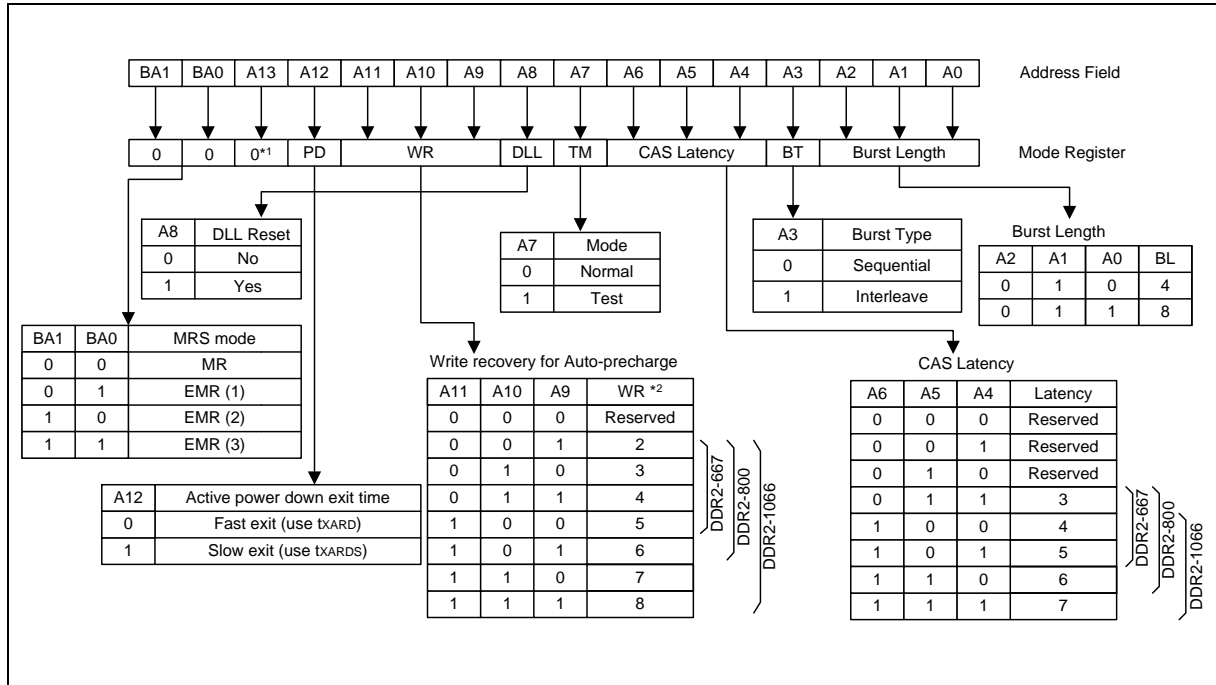 BA1 BA0 A13 A12 A11 A10 A9 A8 A7 A6 A5 A4 A3 A2 A1 A0 Address Field
0 0 0*1 PD WR DLL TM CAS Latency BT Burst Length Mode Register
A8 DLL Reset
0 No
1 Yes
A7 Mode
0 Normal
1 Test
A3 Burst Type
0 Sequential
1 Interleave
Burst Length
A2 A1 A0 BL
0 1 0 4
0 1 1 8
BA1 BA0 MRS mode
0 0 MR
0 1 EMR (1)
1 0 EMR (2)
1 1 EMR (3)
A12 Active power down exit time
0 Fast exit (use tXARD)
1 Slow exit (use tXARDS)
Write recovery for Auto-precharge
A11 A10 A9 WR *2
0 0 0 Reserved
0 0 1 2
0 1 0 3
0 1 1 4
1 0 0 5
1 0 1 6
1 1 0 7
1 1 1 8
DDR2-667
DDR2-800
DDR2-1066
CAS Latency
A6 A5 A4 Latency
0 0 0 Reserved
0 0 1 Reserved
0 1 0 Reserved
0 1 1 3
1 0 0 4
1 0 1 5
1 1 0 6
1 1 1 7
DDR2-667
DDR2-800
DDR2-1066